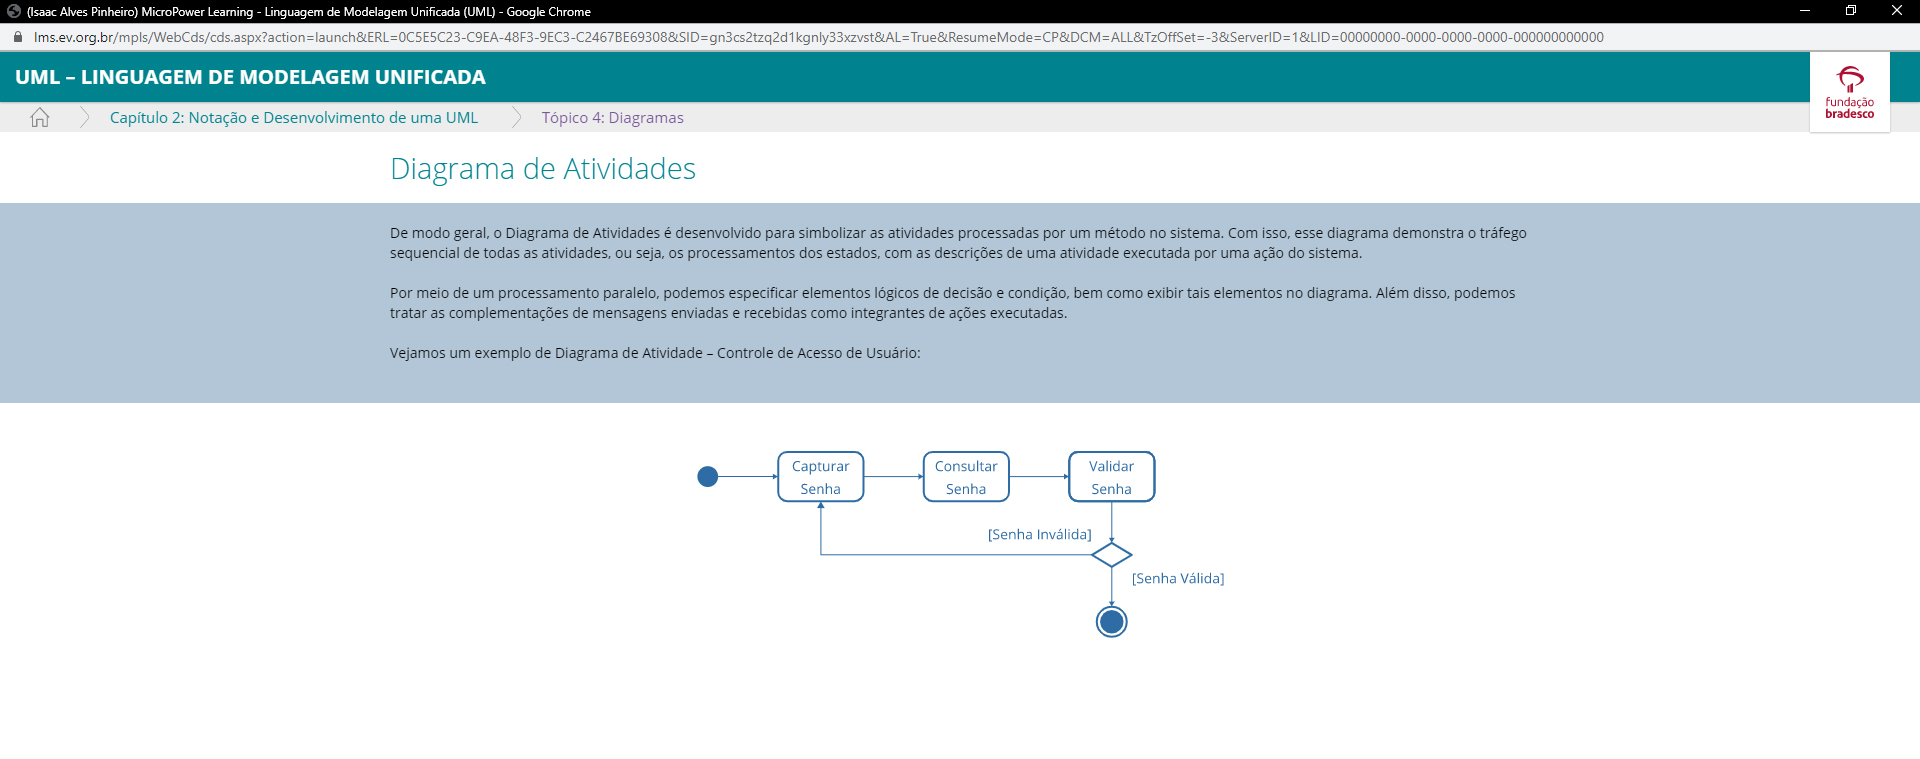 (Isaac Alves Pinheiro) MicroPower Learning - Linguagem de Modelagem Unificada (UML) - Google Chrome
lms.ev.org.br/mpls/WebCds/cds.aspx?action=launch&ERL=0C5E5C23-C9EA-48F3-9EC3-C2467BE69308&SID=gn3cs2tzq2d1kgnly33xzvst&AL=True&ResumeMode=CP&DCM=ALL&TzOffSet=-3&ServerID=1&LID=00000000-0000-0000-0000-000000000000
UML – LINGUAGEM DE MODELAGEM UNIFICADA
fundação
bradesco
Capítulo 2: Notação e Desenvolvimento de uma UML
Tópico 4: Diagramas
Diagrama de Atividades
De modo geral, o Diagrama de Atividades é desenvolvido para simbolizar as atividades processadas por um método no sistema. Com isso, esse diagrama demonstra o tráfego
sequencial de todas as atividades, ou seja, os processamentos dos estados, com as descrições de uma atividade executada por uma ação do sistema.
Por meio de um processamento paralelo, podemos especificar elementos lógicos de decisão e condição, bem como exibir tais elementos no diagrama. Além disso, podemos
tratar as complementações de mensagens enviadas e recebidas como integrantes de ações executadas.
Vejamos um exemplo de Diagrama de Atividade – Controle de Acesso de Usuário:
Capturar
Senha
Consultar
Senha
Validar
Senha
[Senha Inválida]
[Senha Válida]